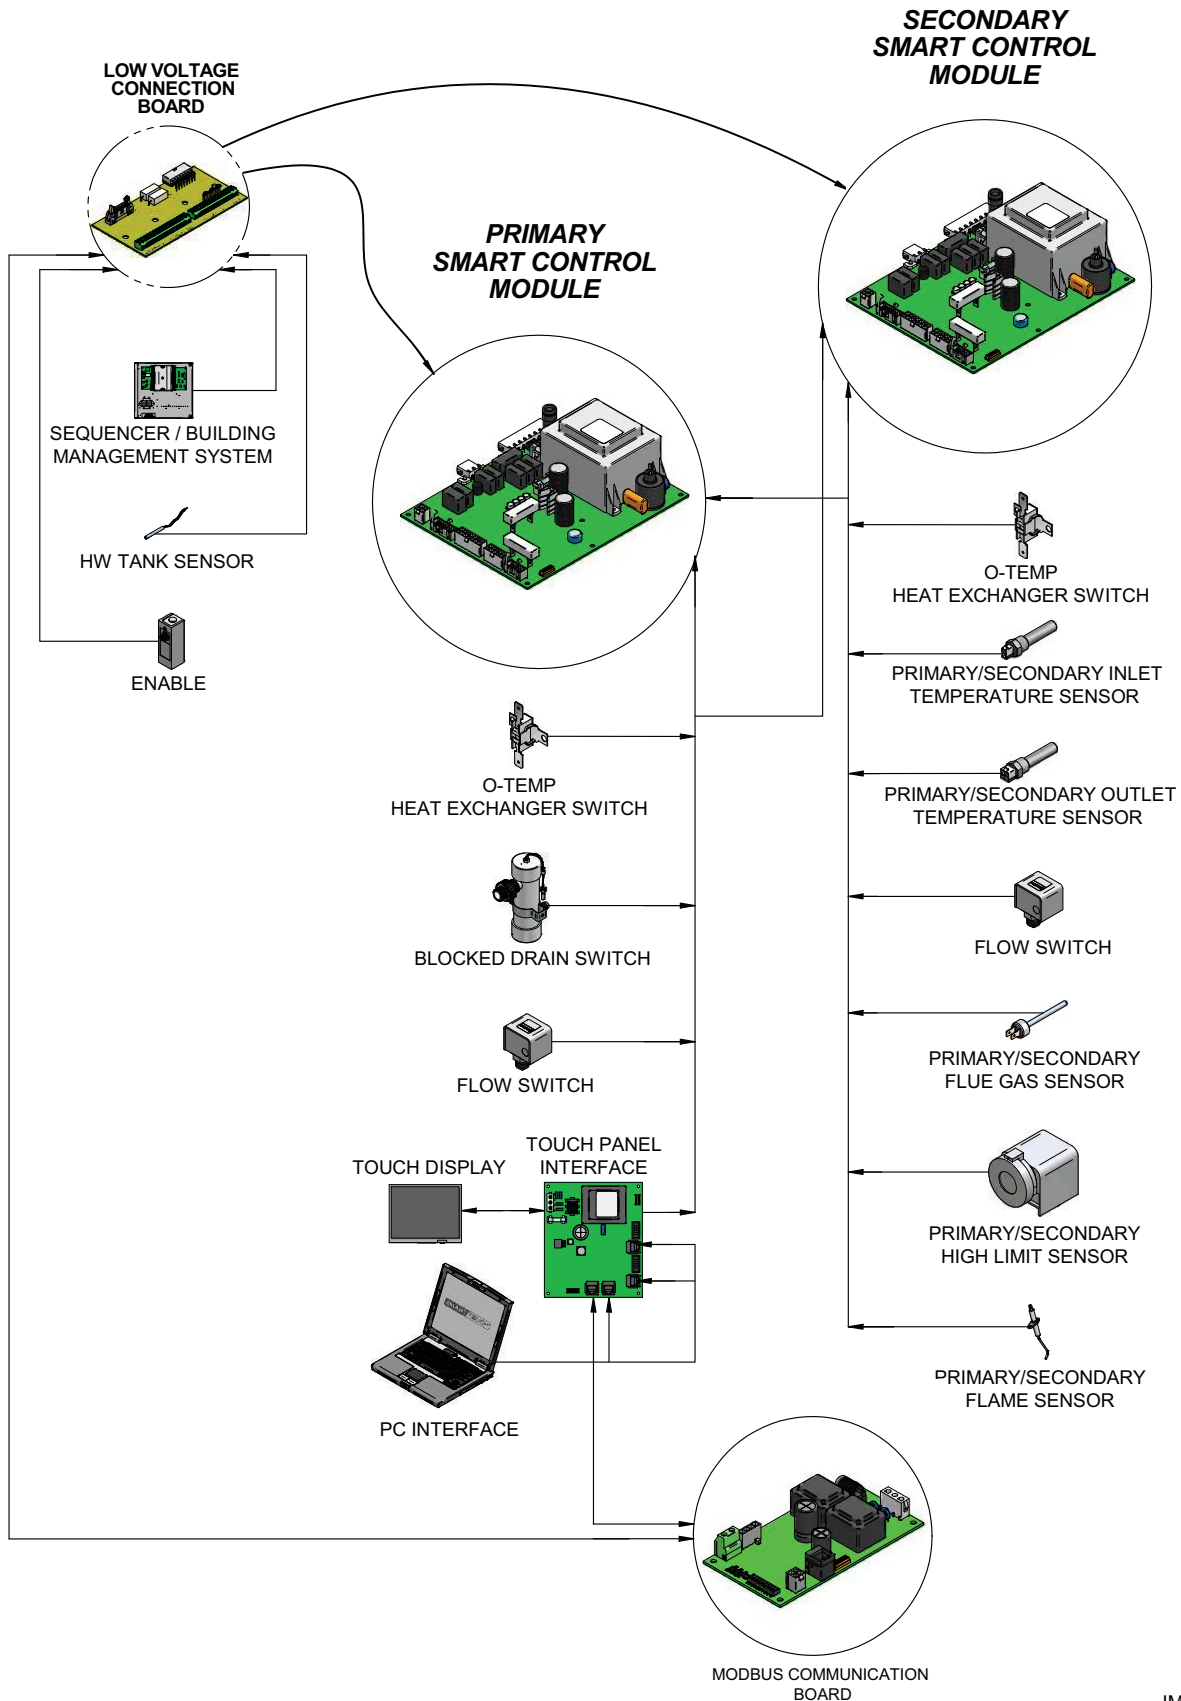 SECONDARY
SMART CONTROL
MODULE
LOW VOLTAGE
CONNECTION
BOARD
PRIMARY
SMART CONTROL
MODULE
SEQUENCER / BUILDING
MANAGEMENT SYSTEM
HW TANK SENSOR
ENABLE
O-TEMP
HEAT EXCHANGER SWITCH
BLOCKED DRAIN SWITCH
FLOW SWITCH
TOUCH DISPLAY
TOUCH PANEL
INTERFACE
PC INTERFACE
O-TEMP
HEAT EXCHANGER SWITCH
PRIMARY/SECONDARY INLET
TEMPERATURE SENSOR
PRIMARY/SECONDARY OUTLET
TEMPERATURE SENSOR
FLOW SWITCH
PRIMARY/SECONDARY
FLUE GAS SENSOR
PRIMARY/SECONDARY
HIGH LIMIT SENSOR
PRIMARY/SECONDARY
FLAME SENSOR
MODBUS COMMUNICATION
BOARD